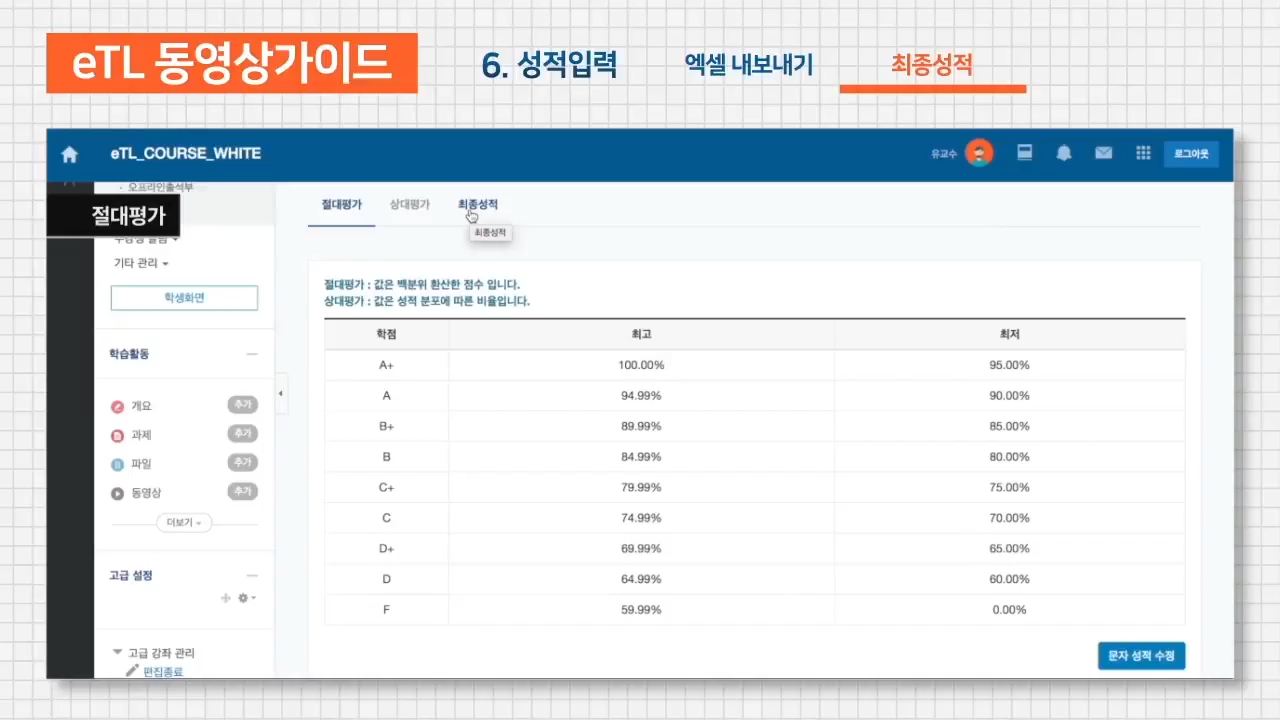 eTL 동영상가이드
6. 성적입력
엑셀 내보내기
최종성적
eTL_COURSE_WHITE
유교수
로그아웃
오프라인출석부
절대평가
기타 관리
학생화면
학습활동
개요 추가
과제 추가
파일 추가
동영상 추가
더보기
고급 설정
고급 강좌 관리
편집종료
절대평가 상대평가 최종성적
최종성적
절대평가 : 값은 백분위 환산한 점수 입니다.
상대평가 : 값은 성적 분포에 따른 비율입니다.
학점 최고 최저
A+ 100.00% 95.00%
A 94.99% 90.00%
B+ 89.99% 85.00%
B 84.99% 80.00%
C+ 79.99% 75.00%
C 74.99% 70.00%
D+ 69.99% 65.00%
D 64.99% 60.00%
F 59.99% 0.00%
문자 성적 수정